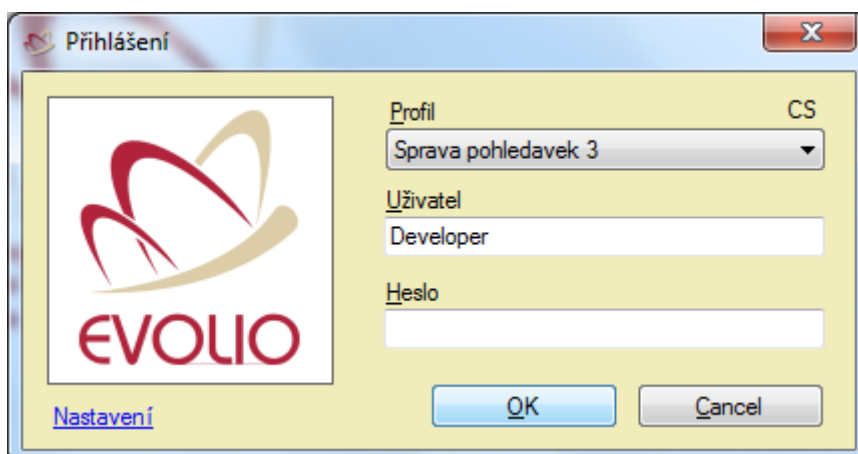 Přihlášení
Profil CS
Sprava pohledavek 3
Uživatel
Developer
Heslo
EVOLIO
Nastavení
OK Cancel